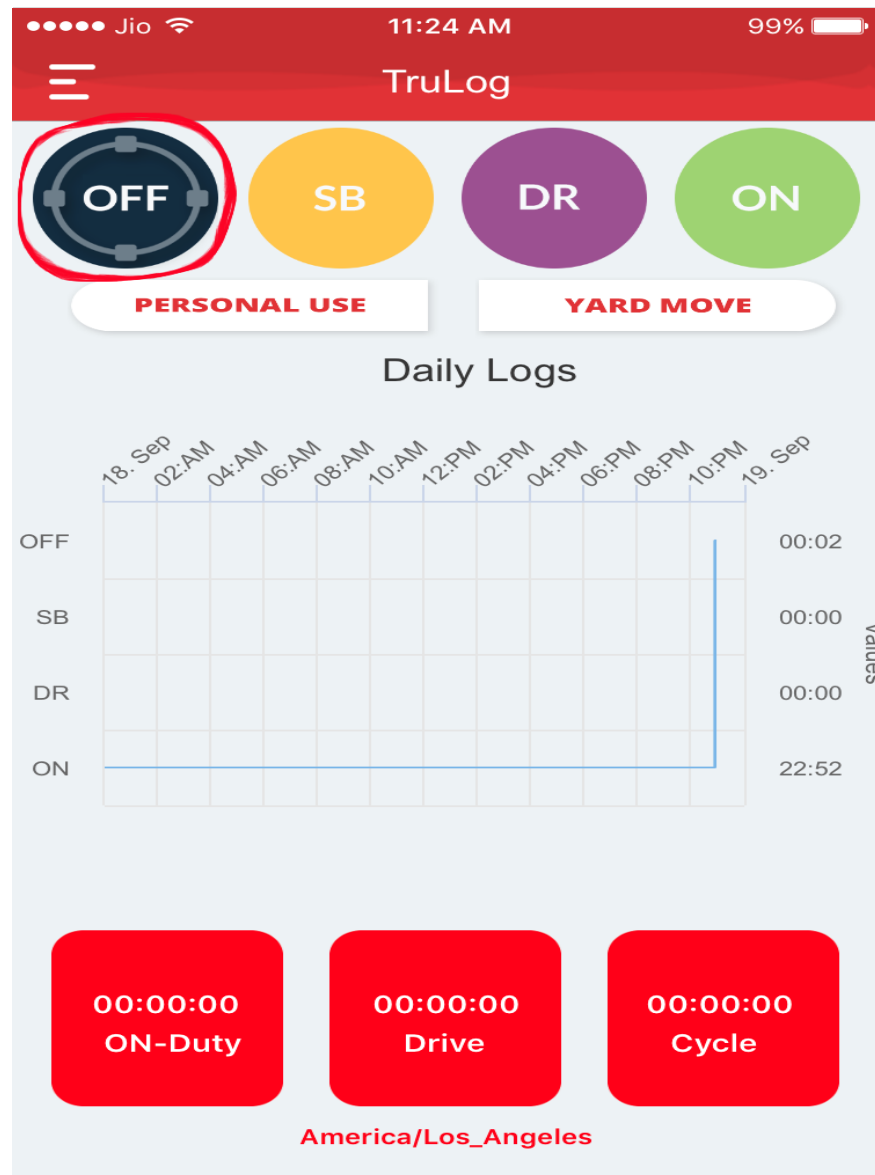 Jio 11:24 AM 99%
TruLog
OFF SB DR ON
PERSONAL USE YARD MOVE
Daily Logs
18. Sep 02:AM 04:AM 06:AM 08:AM 10:AM 12:PM 02:PM 04:PM 06:PM 08:PM 10:PM 19. Sep
OFF 00:02
SB 00:00
Values
DR 00:00
ON 22:52
00:00:00 00:00:00 00:00:00
ON-Duty Drive Cycle
America/Los_Angeles